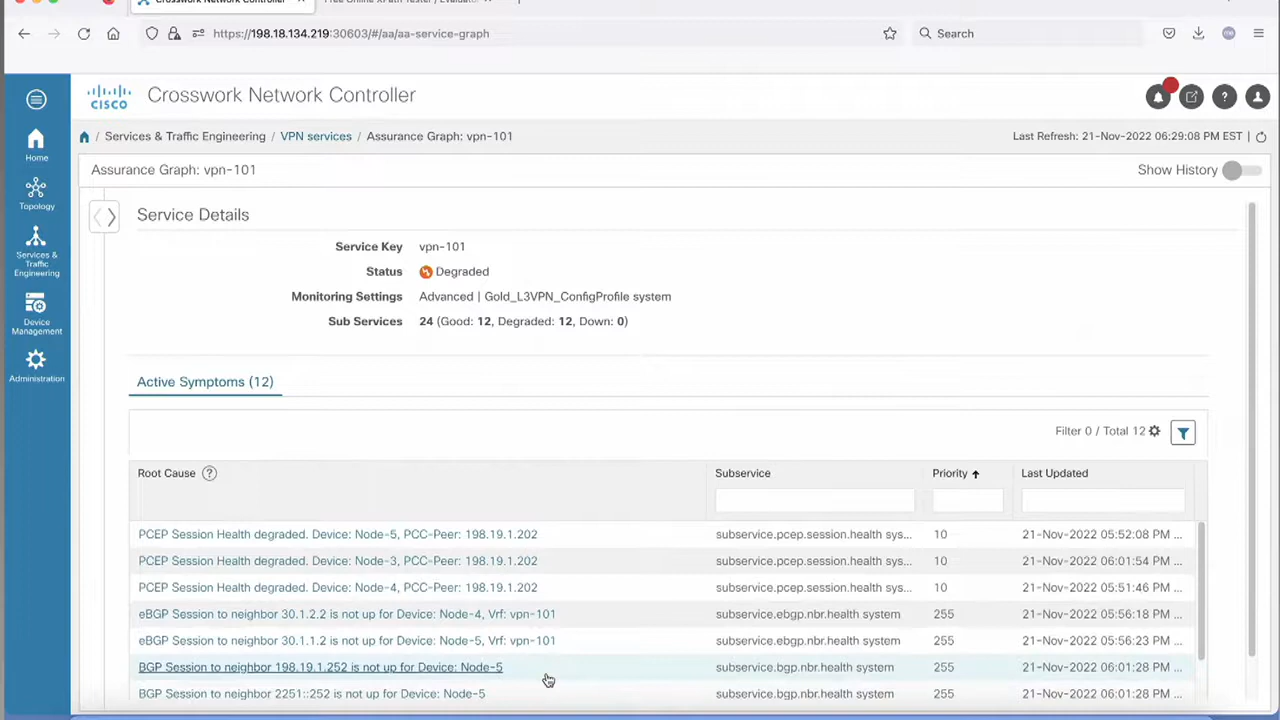 https://198.18.134.219:30603/#/aa/aa-service-graph
Search
me
CISCO
Crosswork Network Controller
?
Home
Topology
Services &
Traffic
Engineering
Device
Management
Administration
/ Services & Traffic Engineering / VPN services / Assurance Graph: vpn-101
Last Refresh: 21-Nov-2022 06:29:08 PM EST |
Assurance Graph: vpn-101
Show History
Service Details
Service Key vpn-101
Status Degraded
Monitoring Settings Advanced | Gold_L3VPN_ConfigProfile system
Sub Services 24 (Good: 12, Degraded: 12, Down: 0)
Active Symptoms (12)
Filter 0 / Total 12
Root Cause ? Subservice Priority Last Updated
PCEP Session Health degraded. Device: Node-5, PCC-Peer: 198.19.1.202 subservice.pcep.session.health sys... 10 21-Nov-2022 05:52:08 PM ...
PCEP Session Health degraded. Device: Node-3, PCC-Peer: 198.19.1.202 subservice.pcep.session.health sys... 10 21-Nov-2022 06:01:54 PM ...
PCEP Session Health degraded. Device: Node-4, PCC-Peer: 198.19.1.202 subservice.pcep.session.health sys... 10 21-Nov-2022 05:51:46 PM ...
eBGP Session to neighbor 30.1.2.2 is not up for Device: Node-4, Vrf: vpn-101 subservice.ebgp.nbr.health system 255 21-Nov-2022 05:56:18 PM ...
eBGP Session to neighbor 30.1.1.2 is not up for Device: Node-5, Vrf: vpn-101 subservice.ebgp.nbr.health system 255 21-Nov-2022 05:56:23 PM ...
BGP Session to neighbor 198.19.1.252 is not up for Device: Node-5 subservice.bgp.nbr.health system 255 21-Nov-2022 06:01:28 PM ...
BGP Session to neighbor 2251::252 is not up for Device: Node-5 subservice.bgp.nbr.health system 255 21-Nov-2022 06:01:28 PM ...